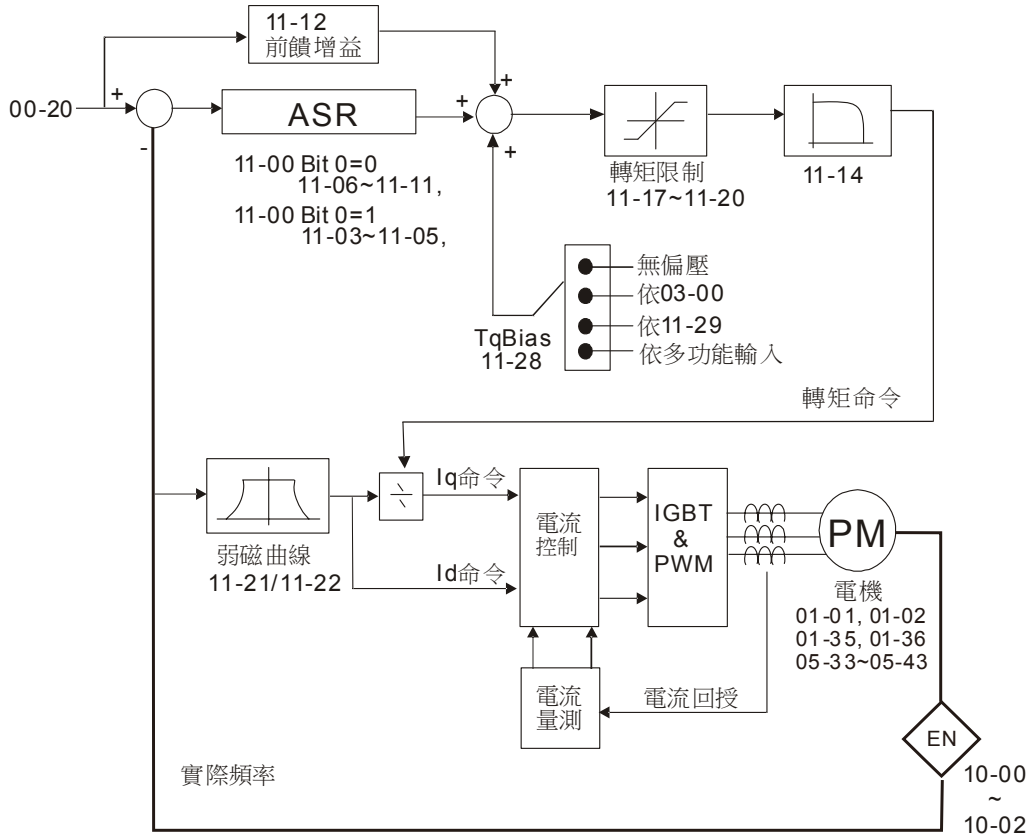 11-12
前饋增益
00-20
+
-
ASR
+
+
+
11-00 Bit 0=0
11-06~11-11,
11-00 Bit 0=1
11-03~11-05,
轉矩限制
11-17~11-20
11-14
TqBias
11-28
無偏壓
依03-00
依11-29
依多功能輸入
轉矩命令
弱磁曲線
11-21/11-22
÷
Iq命令
Id命令
電流
控制
IGBT
&
PWM
PM
電機
01-01, 01-02
01-35, 01-36
05-33~05-43
電流
量測
電流回授
EN
10-00
~
10-02
實際頻率